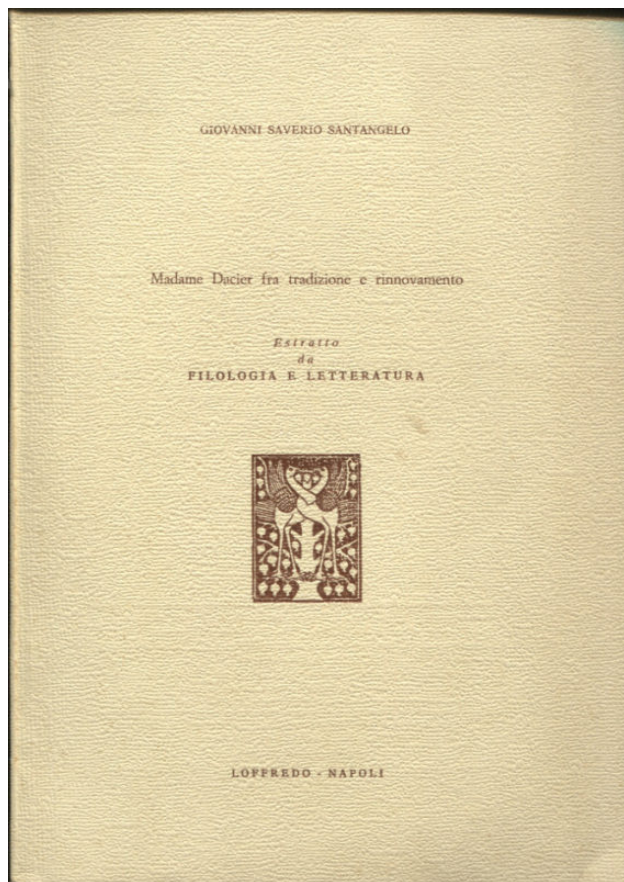 GIOVANNI SAVERIO SANTANGELO
Madame Dacier fra tradizione e rinnovamento
Estratto
da
FILOLOGIA E LETTERATURA
LOFFREDO - NAPOLI